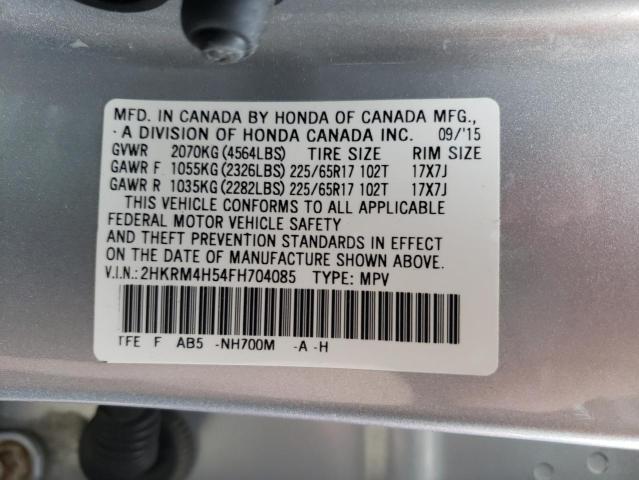 MFD. IN CANADA BY HONDA OF CANADA MFG.,
A DIVISION OF HONDA CANADA INC. 09/'15
GVWR 2070KG(4564LBS) TIRE SIZE RIM SIZE
GAWR F 1055KG(2326LBS)225/65R17 102T 17X7J
GAWR R 1035KG(2282LBS)225/65R17 102T 17X7J
THIS VEHICLE CONFORMS TO ALL APPLICABLE
FEDERAL MOTOR VEHICLE SAFETY
AND THEFT PREVENTION STANDARDS IN EFFECT
ON THE DATE OF MANUFACTURE SHOWN ABOVE.
V.I.N.:2HKRM4H54FH704085 TYPE: MPV
TFE F AB5 -NH700M -A -H